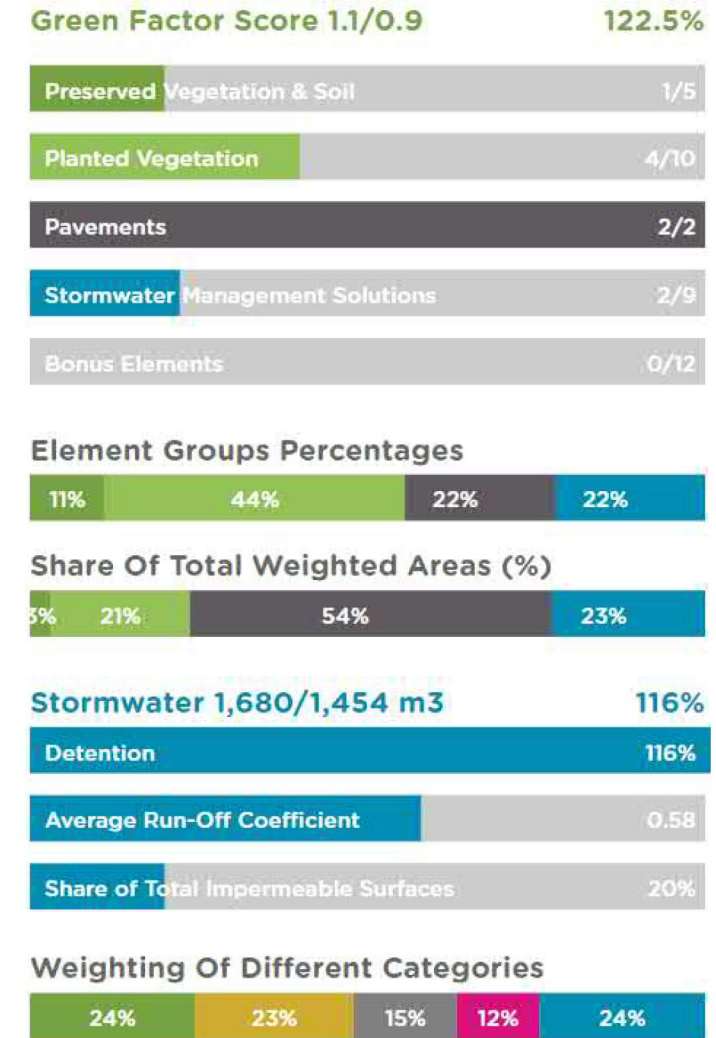 Green Factor Score 1.1/0.9 122.5%
Preserved Vegetation & Soil 1/5
Planted Vegetation 4/10
Pavements 2/2
Stormwater Management Solutions 2/9
Bonus Elements 0/12
Element Groups Percentages
11% 44% 22% 22%
Share Of Total Weighted Areas (%)
3% 21% 54% 23%
Stormwater 1,680/1,454 m3 116%
Detention 116%
Average Run-Off Coefficient 0.58
Share of Total Impermeable Surfaces 20%
Weighting Of Different Categories
24% 23% 15% 12% 24%